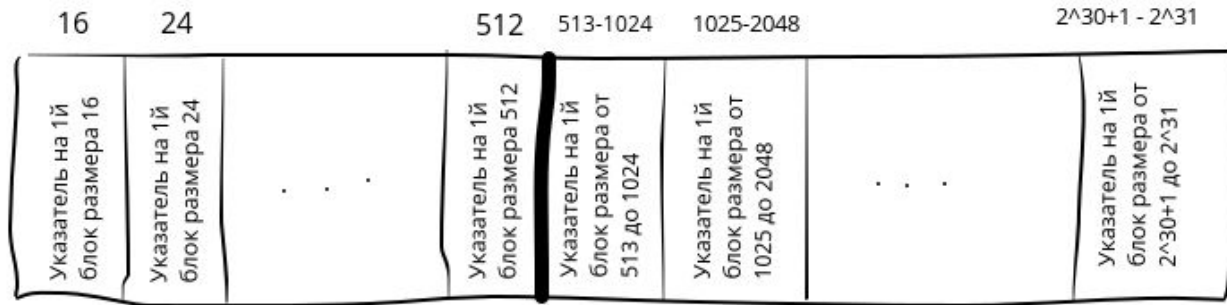 16
24
512
513-1024
1025-2048
2^30+1 - 2^31
Указатель на 1й
блок размера 16
Указатель на 1й
блок размера 24
. . .
Указатель на 1й
блок размера 512
Указатель на 1й
блок размера от
513 до 1024
Указатель на 1й
блок размера от
1025 до 2048
. . .
Указатель на 1й
блок размера от
2^30+1 до 2^31